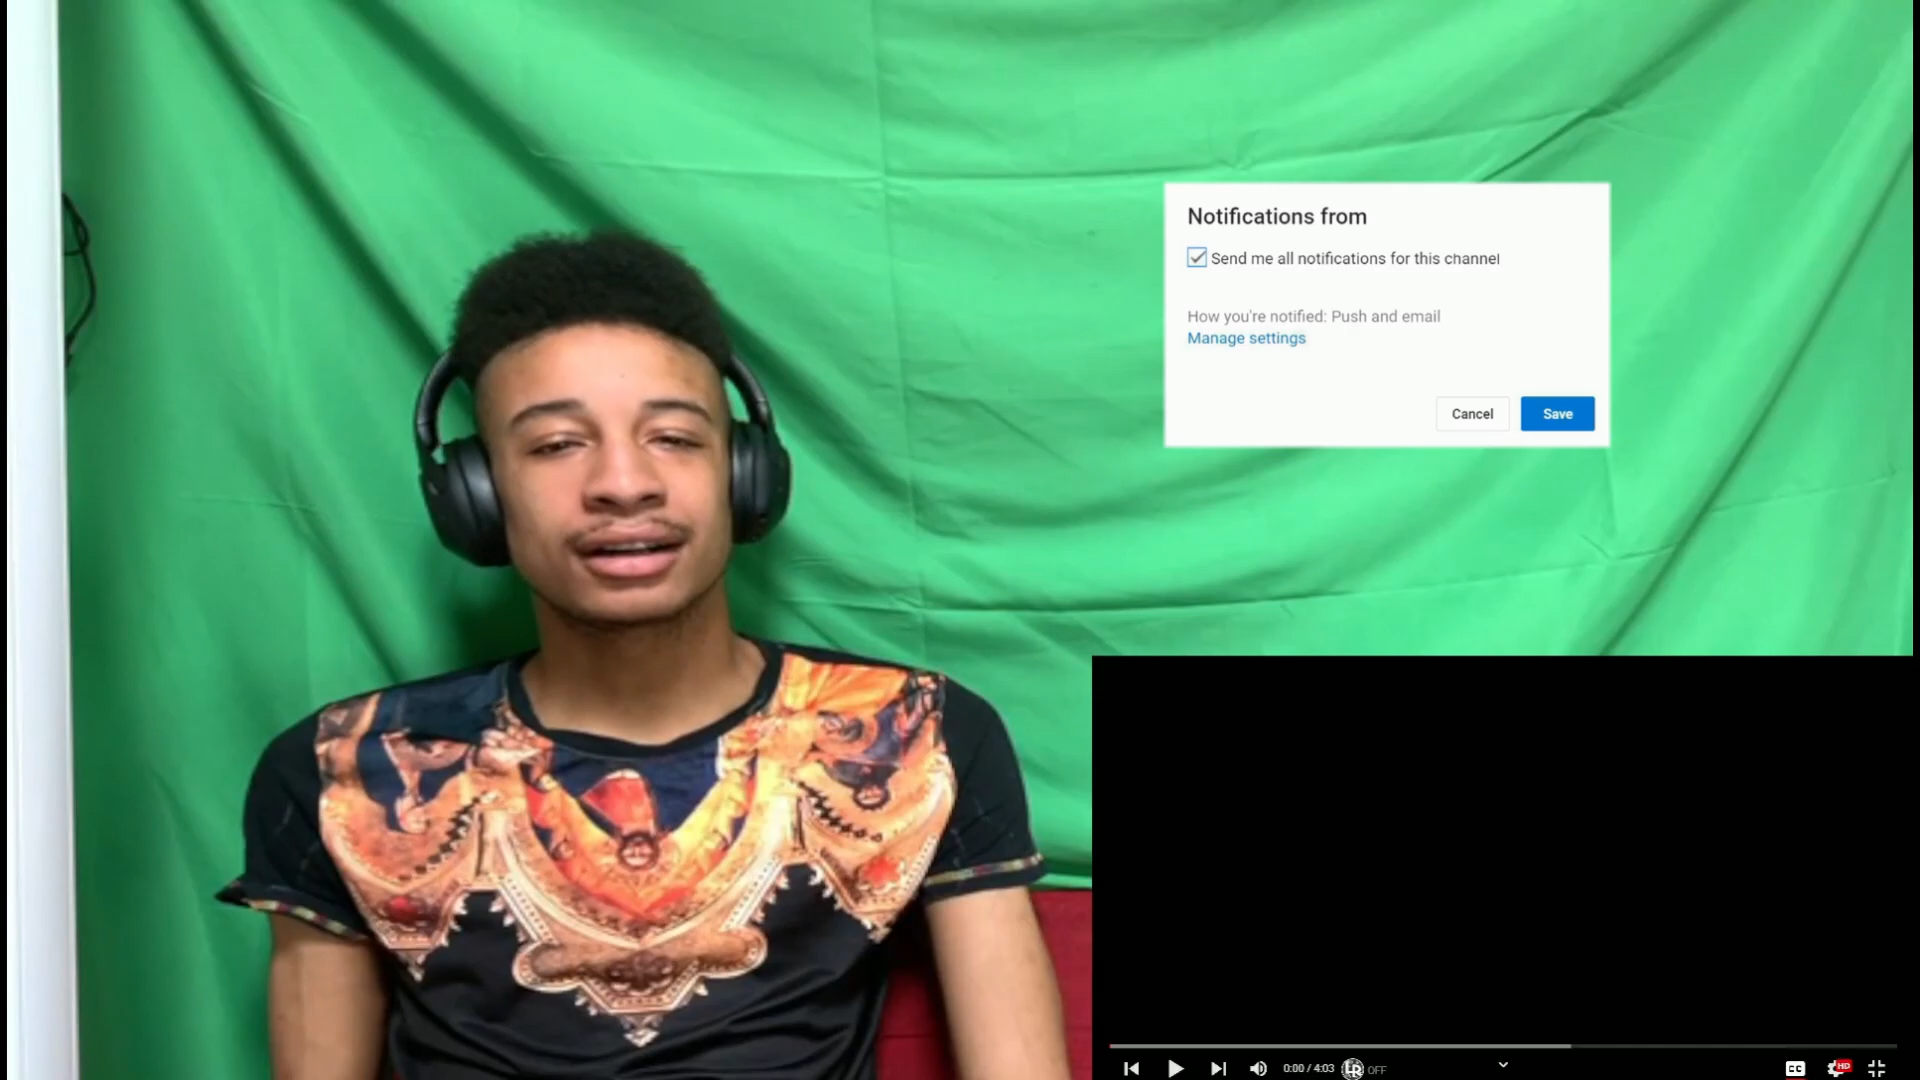 Notifications from
Send me all notifications for this channel
How you're notified: Push and email
Manage settings
Cancel
Save
0:00 / 4:03
OFF
CC
HD